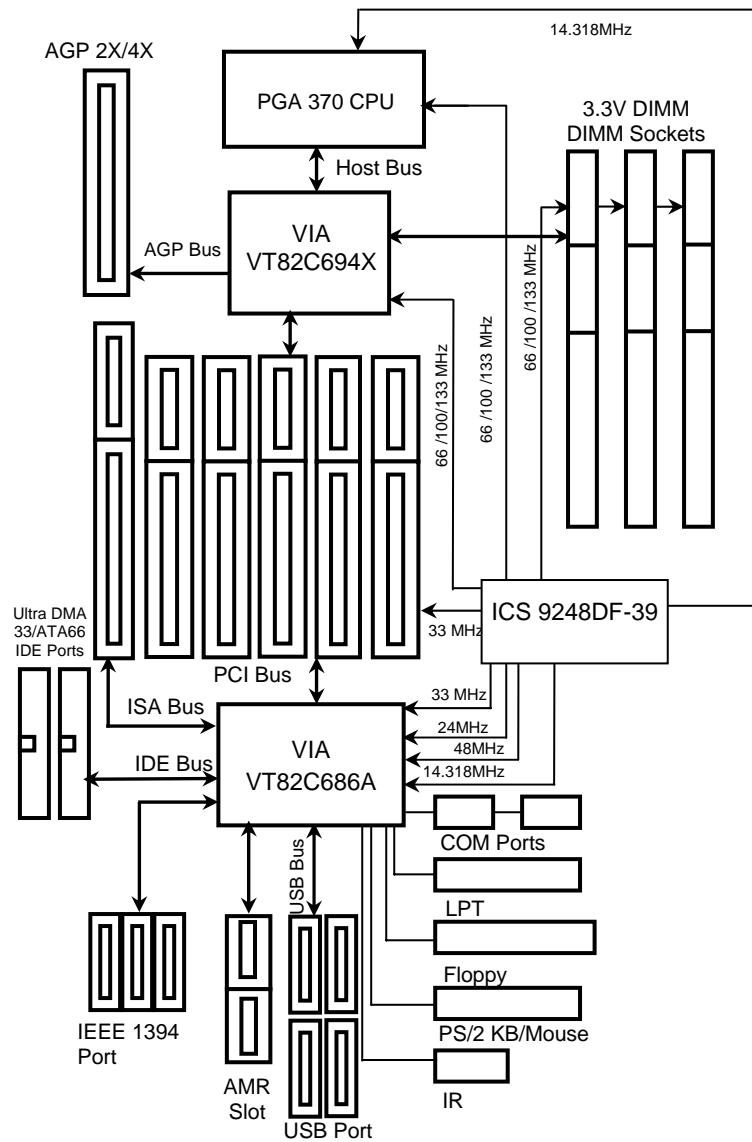 14.318MHz
AGP 2X/4X
PGA 370 CPU
3.3V DIMM
DIMM Sockets
Host Bus
VIA
VT82C694X
AGP Bus
66 /100/133 MHz
66 /100 /133 MHz
66 /100 /133 MHz
ICS 9248DF-39
33 MHz
Ultra DMA
33/ATA66
IDE Ports
PCI Bus
ISA Bus
33 MHz
24MHz
48MHz
14.318MHz
VIA
VT82C686A
IDE Bus
COM Ports
USB Bus
LPT
Floppy
PS/2 KB/Mouse
IR
IEEE 1394
Port
AMR
Slot
USB Port